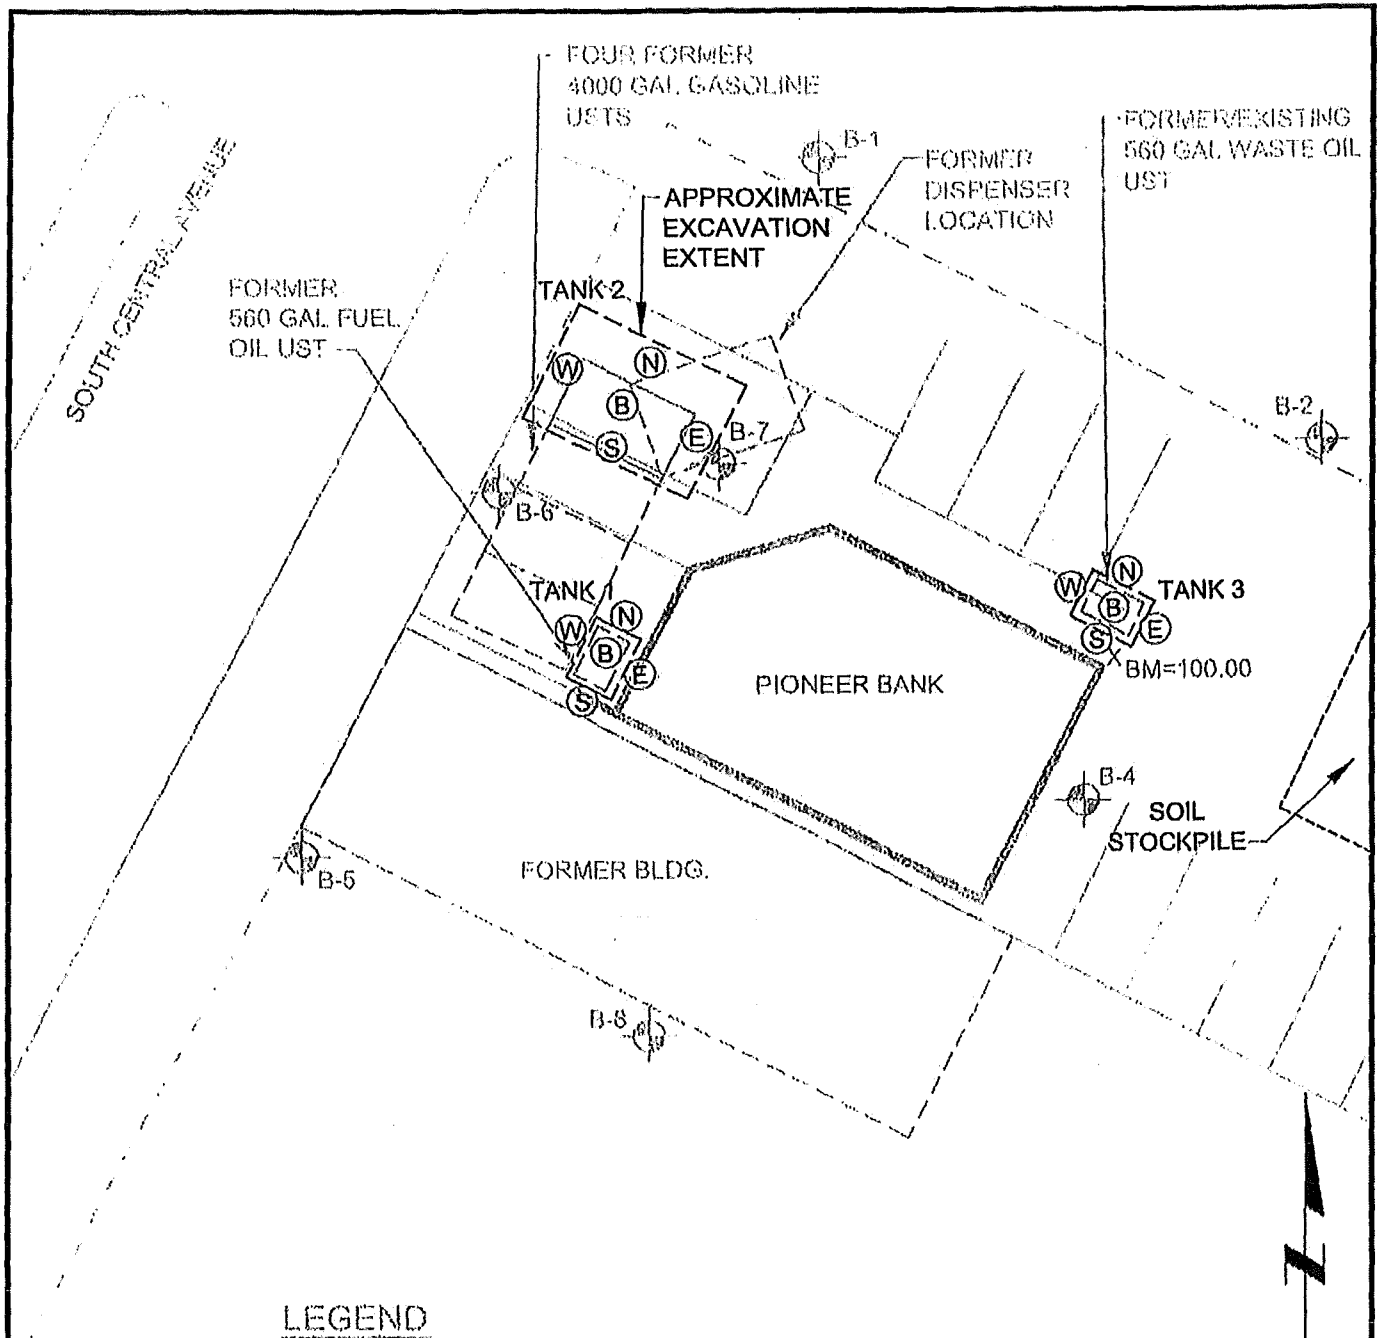 FOUR FORMER
4000 GAL. GASOLINE
USTS
B-1
FORMER
DISPENSER
LOCATION
FORMER/EXISTING
560 GAL WASTE OIL
UST
SOUTH CENTRAL AVENUE
APPROXIMATE
EXCAVATION
EXTENT
FORMER
560 GAL FUEL
OIL UST
TANK 2
W
N
B
S
E
B-7
B-2
B-6
TANK 1
W
N
B
E
S
W
N
B
S
E
TANK 3
BM=100.00
PIONEER BANK
B-4
SOIL
STOCKPILE
B-5
FORMER BLDG.
B-8
Z
LEGEND